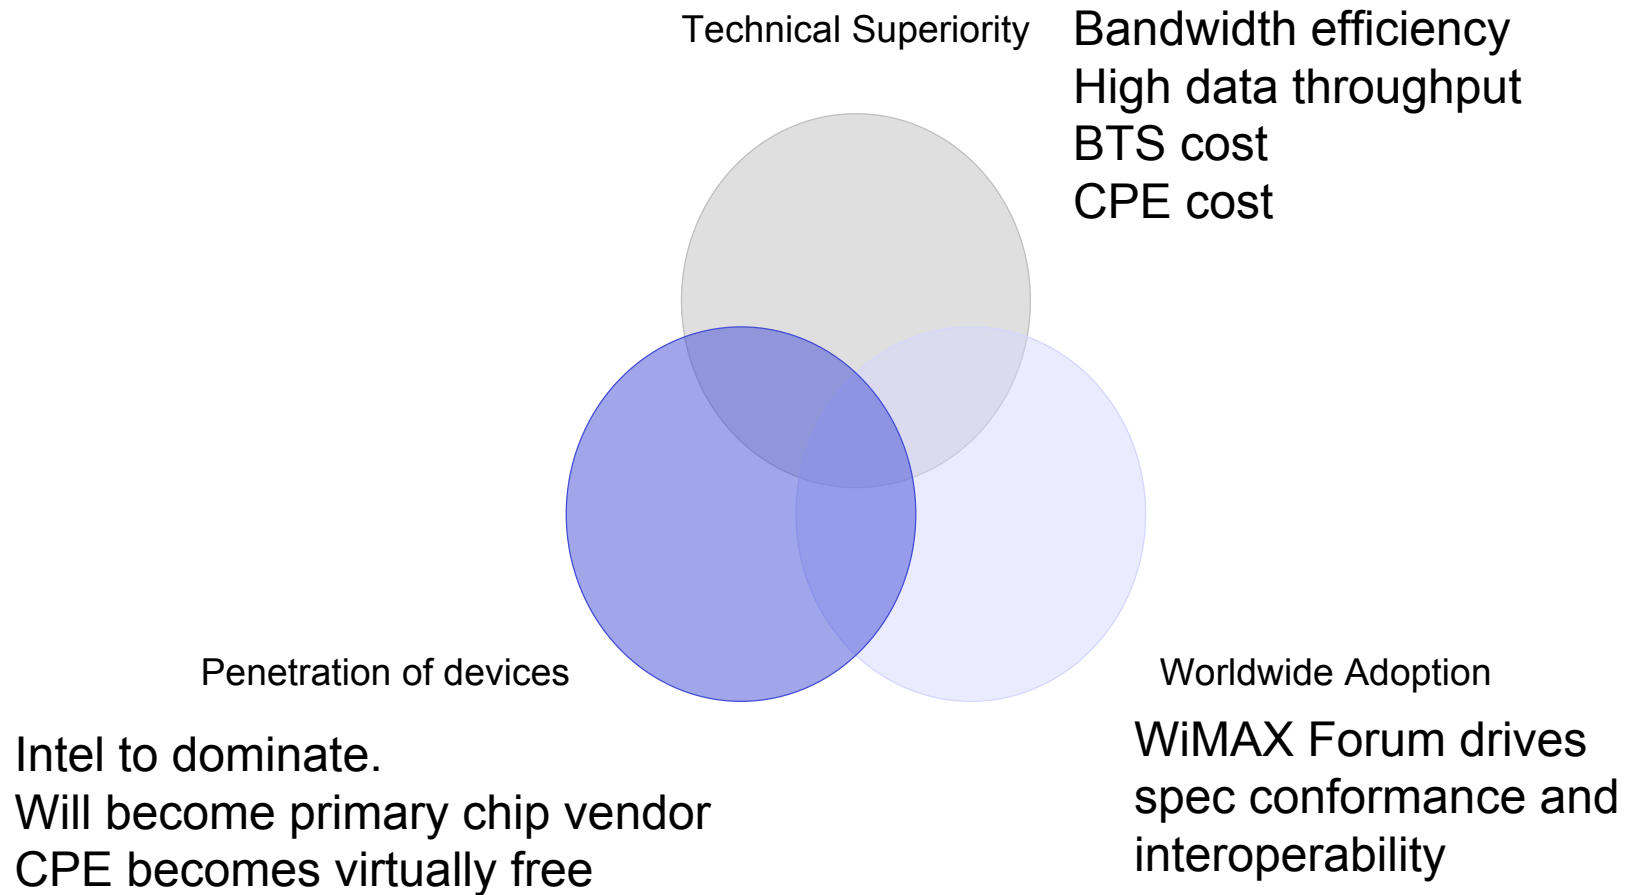 Technical Superiority
Bandwidth efficiency
High data throughput
BTS cost
CPE cost
Penetration of devices
Intel to dominate.
Will become primary chip vendor
CPE becomes virtually free
Worldwide Adoption
WiMAX Forum drives
spec conformance and
interoperability